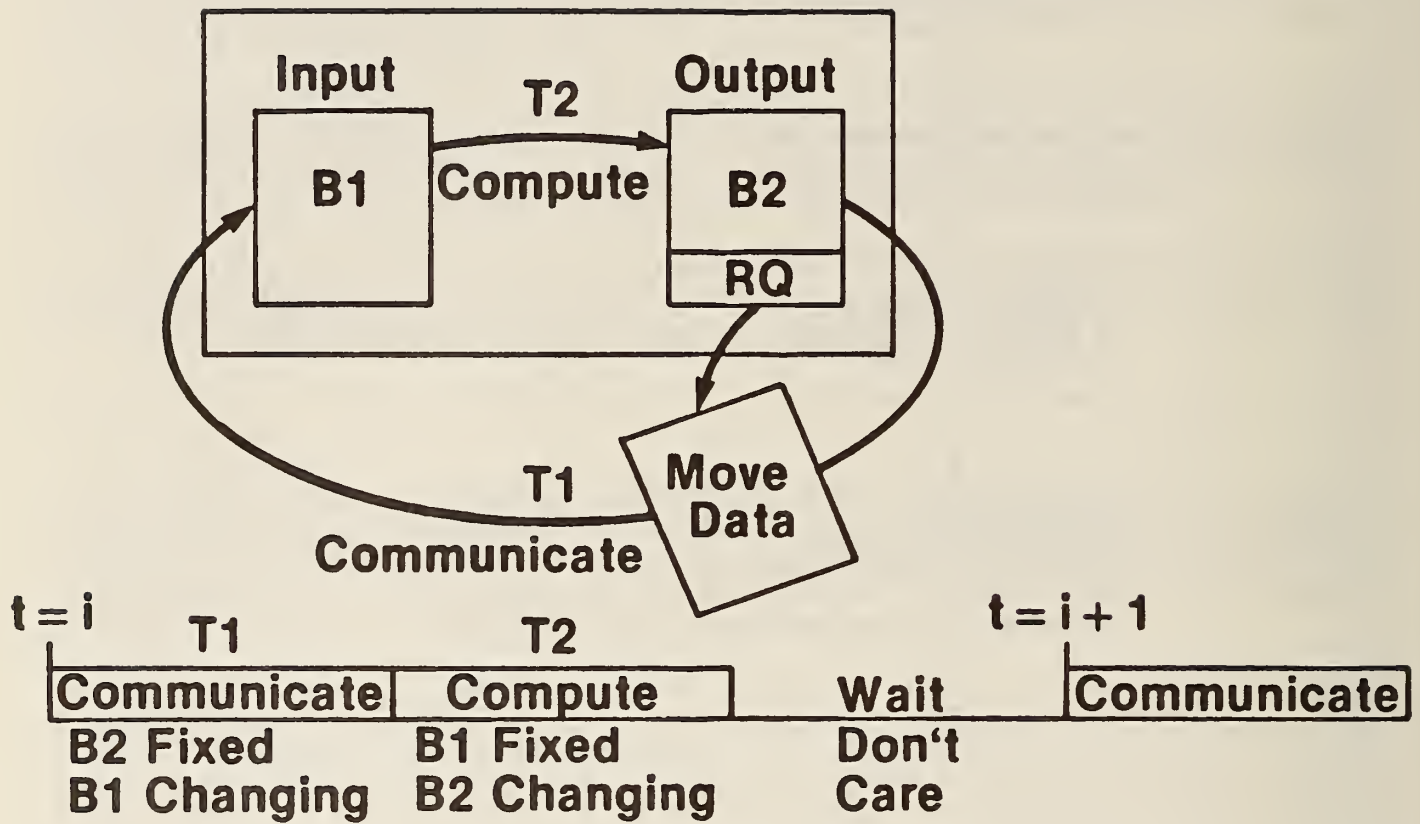 Input
Output
T2
B1
Compute
B2
RQ
T1
Move
Data
Communicate
t = i
T1
T2
t = i + 1
Communicate
Compute
Wait
Communicate
B2 Fixed
B1 Fixed
Don't
B1 Changing
B2 Changing
Care